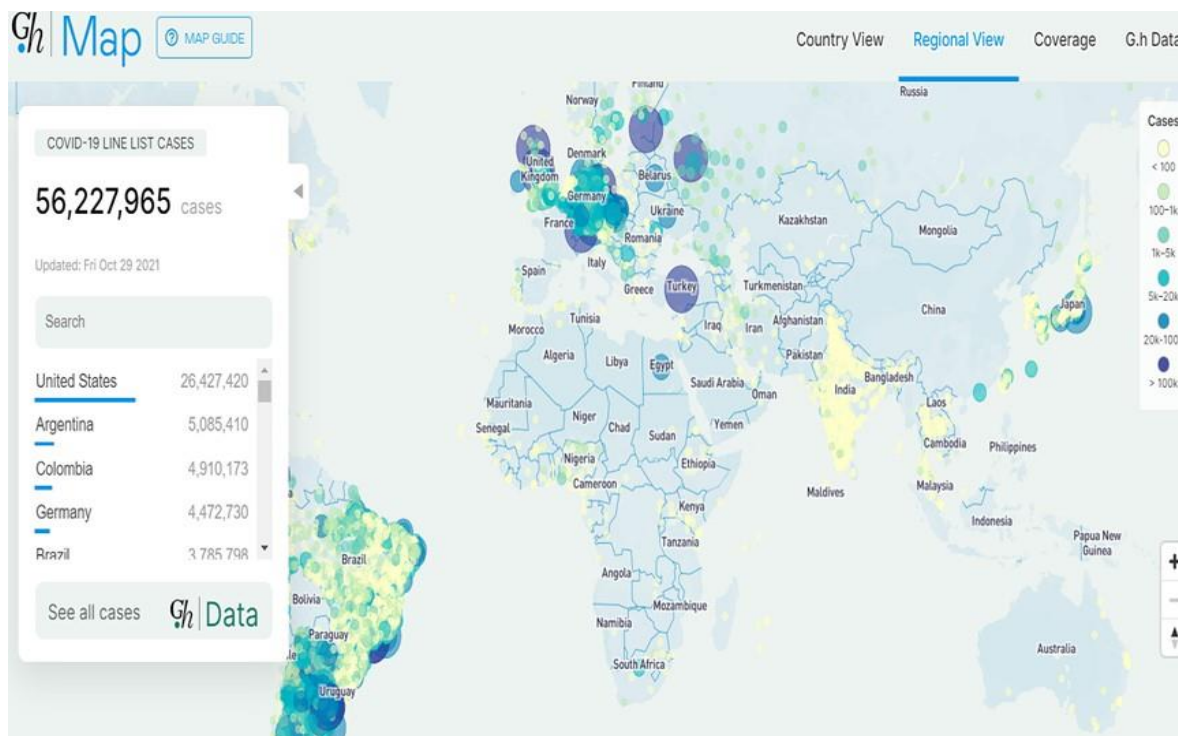 G.h Map
MAP GUIDE
Country View
Regional View
Coverage
G.h Data
COVID-19 LINE LIST CASES
56,227,965 cases
Updated: Fri Oct 29 2021
Search
United States 26,427,420
Argentina 5,085,410
Colombia 4,910,173
Germany 4,472,730
Brazil 3,785,798
See all cases
G.h Data
Cases
< 100
100–1k
1k–5k
5k–20k
20k–100
> 100k
Finland
Russia
Norway
United Kingdom
Denmark
Belarus
Germany
Ukraine
France
Romania
Kazakhstan
Mongolia
Italy
Spain
Greece
Turkey
Turkmenistan
China
Japan
Tunisia
Morocco
Iraq
Iran
Afghanistan
Algeria
Libya
Egypt
Pakistan
Saudi Arabia
Oman
India
Bangladesh
Mauritania
Laos
Senegal
Niger
Chad
Sudan
Yemen
Cambodia
Philippines
Nigeria
Ethiopia
Cameroon
Maldives
Malaysia
Kenya
Indonesia
Papua New
Guinea
Tanzania
Brazil
Angola
Bolivia
Mozambique
Namibia
Paraguay
Australia
South Africa
Uruguay